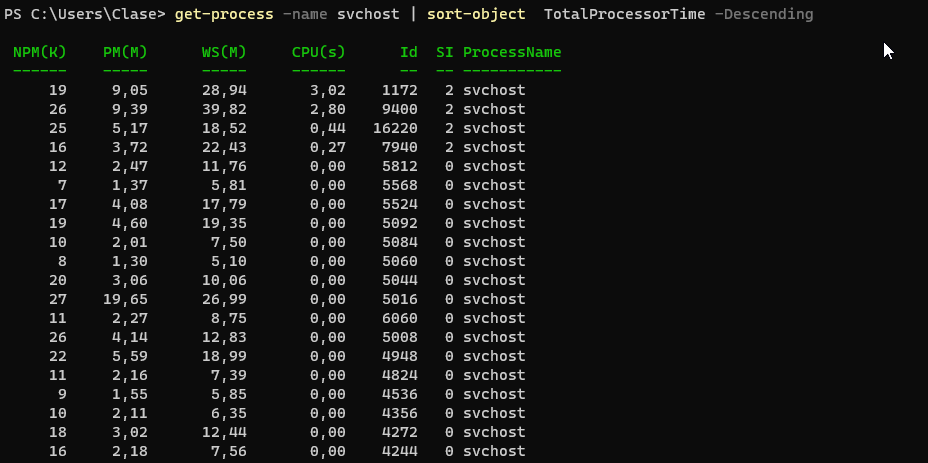 PS C:\Users\Clase> get-process -name svchost | sort-object  TotalProcessorTime -Descending
NPM(K)    PM(M)      WS(M)     CPU(s)      Id  SI ProcessName
------    -----      -----     ------      --  -- -----------
19     9,05      28,94       3,02    1172   2 svchost
26     9,39      39,82       2,80    9400   2 svchost
25     5,17      18,52       0,44   16220   2 svchost
16     3,72      22,43       0,27    7940   2 svchost
12     2,47      11,76       0,00    5812   0 svchost
7     1,37       5,81       0,00    5568   0 svchost
17     4,08      17,79       0,00    5524   0 svchost
19     4,60      19,35       0,00    5092   0 svchost
10     2,01       7,50       0,00    5084   0 svchost
8     1,30       5,10       0,00    5060   0 svchost
20     3,06      10,06       0,00    5044   0 svchost
27    19,65      26,99       0,00    5016   0 svchost
11     2,27       8,75       0,00    6060   0 svchost
26     4,14      12,83       0,00    5008   0 svchost
22     5,59      18,99       0,00    4948   0 svchost
11     2,16       7,39       0,00    4824   0 svchost
9     1,55       5,85       0,00    4536   0 svchost
10     2,11       6,35       0,00    4356   0 svchost
18     3,02      12,44       0,00    4272   0 svchost
16     2,18       7,56       0,00    4244   0 svchost